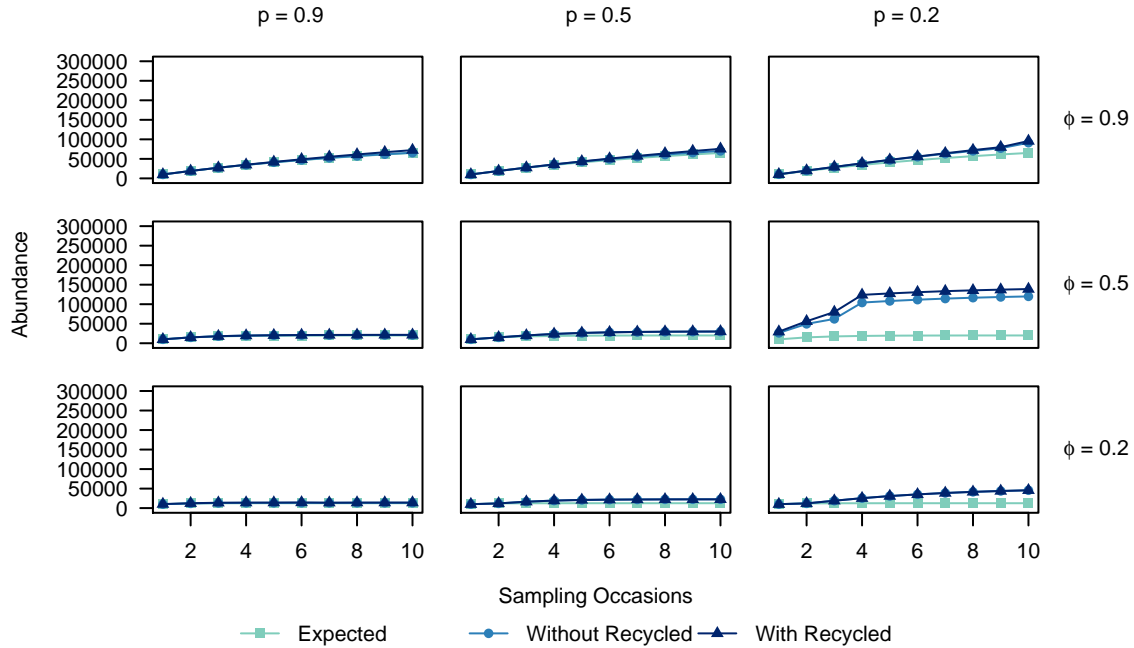 p = 0.9 p = 0.5 p = 0.2
300000
250000
200000
150000
100000
50000
0
ϕ = 0.9
300000
250000
200000
150000
100000
50000
0
ϕ = 0.5
300000
250000
200000
150000
100000
50000
0
ϕ = 0.2
Abundance
2 4 6 8 10 2 4 6 8 10 2 4 6 8 10
Sampling Occasions
Expected Without Recycled With Recycled